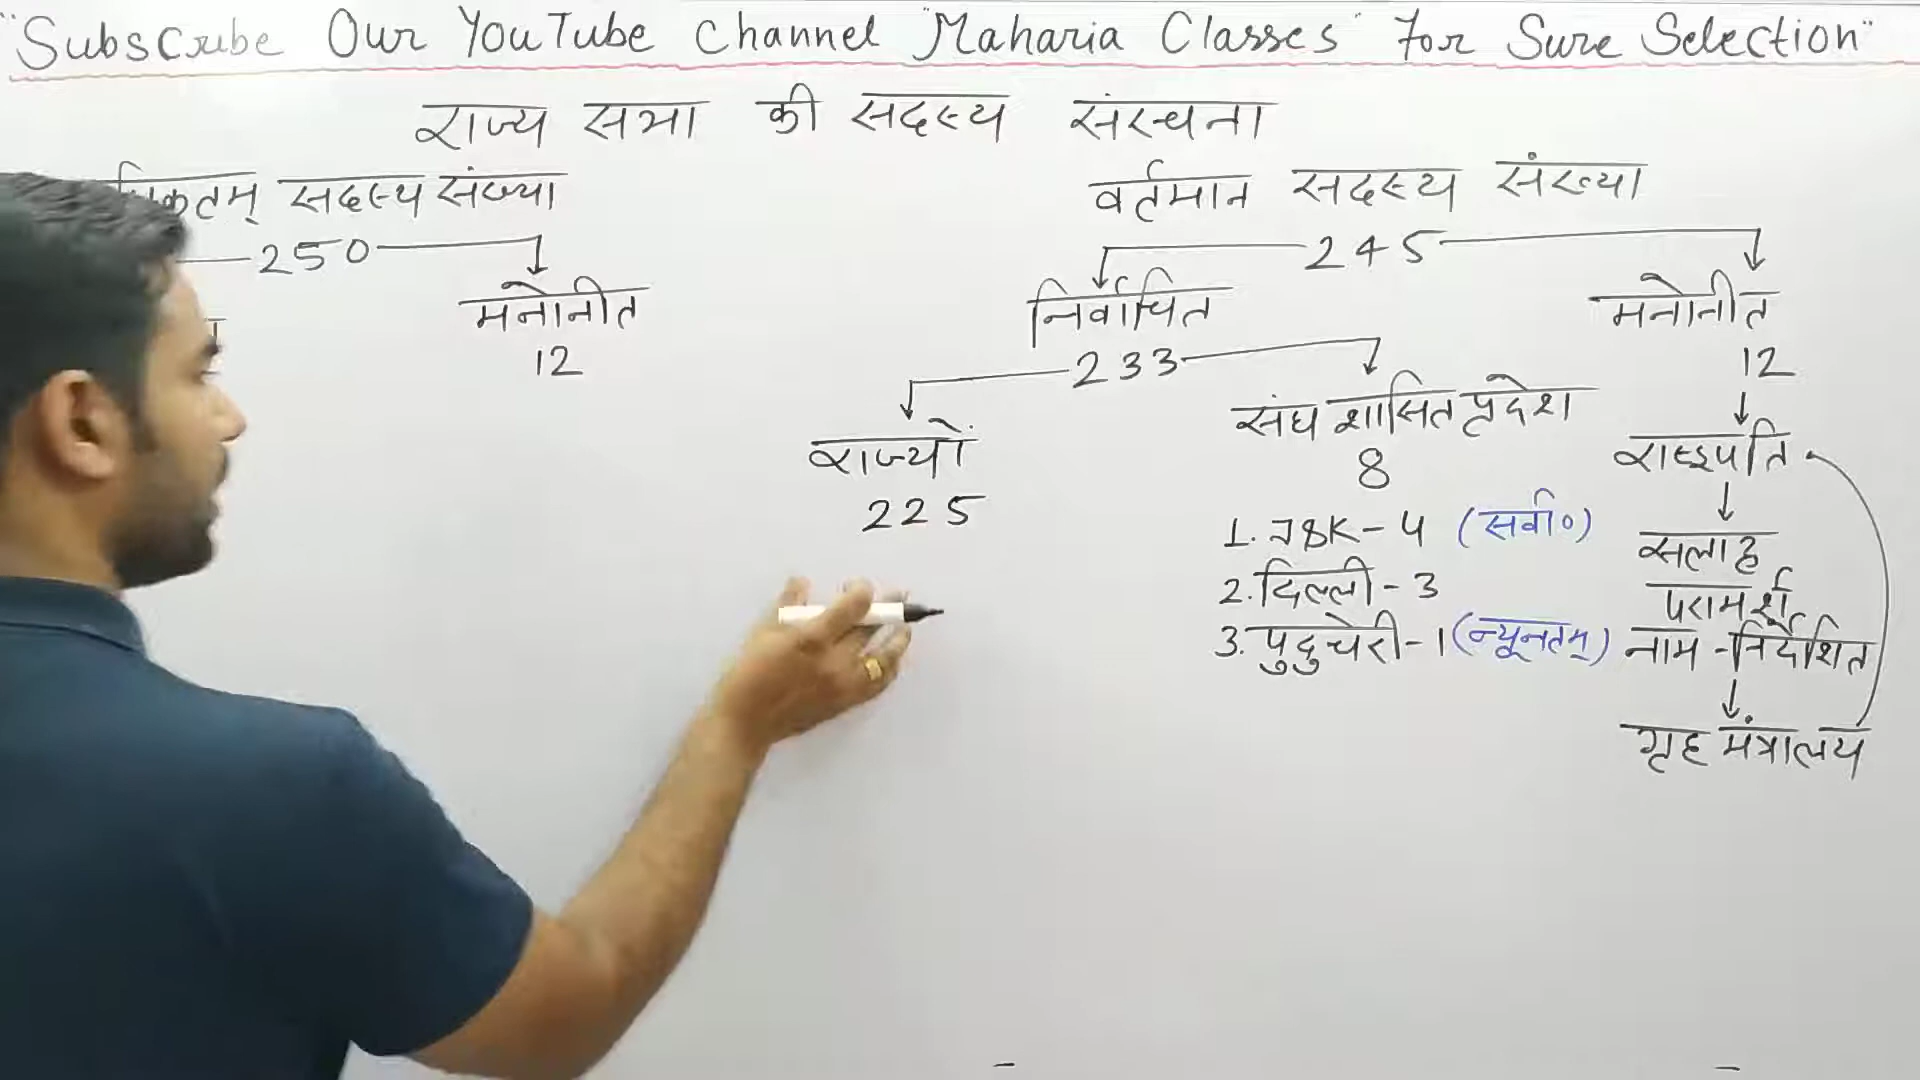 "Subscribe Our YouTube Channel "Maharia Classes" For Sure Selection"
राज्य सभा की सदस्य संरचना
सदस्य संख्या
250
मनोनीत
12
वर्तमान सदस्य संख्या
245
निर्वाचित
233
मनोनीत
12
राज्यों
225
संघ शासित प्रदेश
8
1. J&K - 4 (सर्वा०)
2. दिल्ली - 3
3. पुदुचेरी - 1 (न्यूनतम्)
राष्ट्रपति
सलाह
परामर्श
नाम - निर्देशित
गृह मंत्रालय